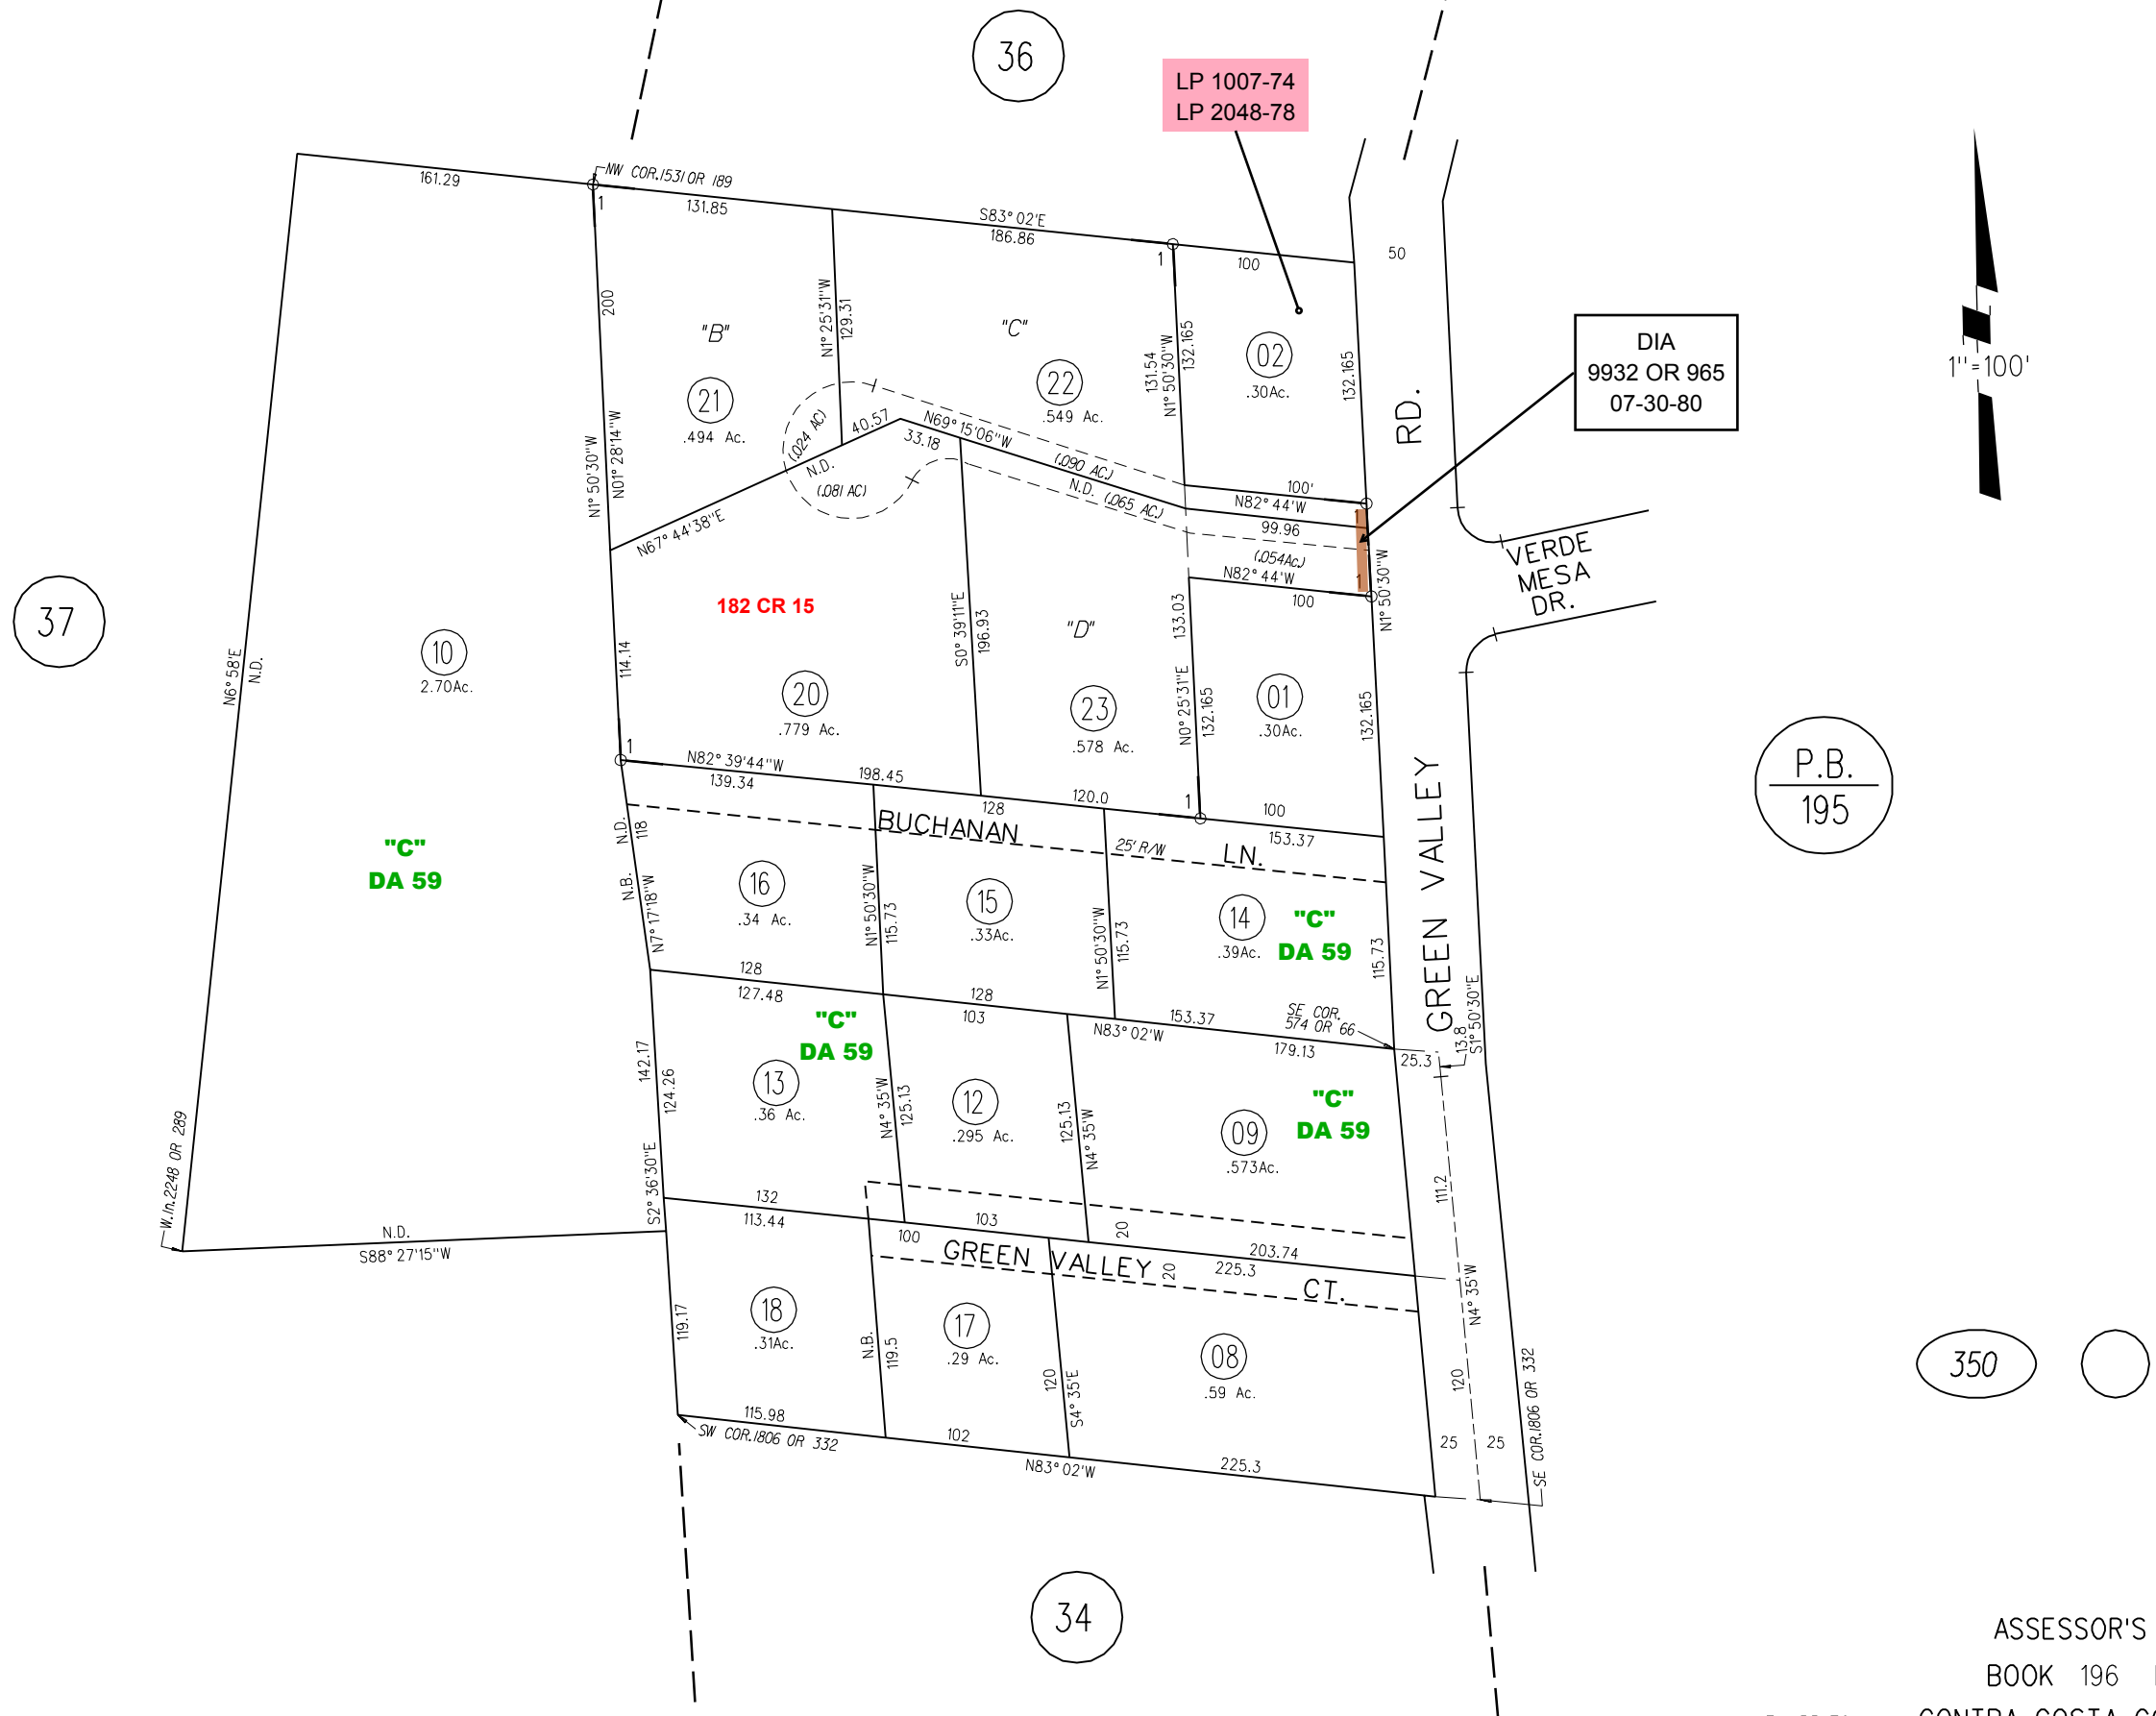 36
LP 1007-74
LP 2048-78
161.29
NW COR.1531 OR 189
1
131.85
S83° 02'E
186.86
1
100
50
200
"B"
N1° 25'31"W
129.31
"C"
131.54
N1° 50'30"W
132.165
02
.30Ac.
132.165
RD.
DIA
9932 OR 965
07-30-80
1"=100'
21
.494 Ac.
22
.549 Ac.
N1° 50'30"W
N01° 28'14"W
(.024 AC)
40.57
33.18
N69° 15'06"W
N.D.
(.081 AC)
(.090 AC.)
N.D. (.065 AC.)
100'
N82° 44'W
99.96
1
(.054Ac.)
N82° 44'W
100
1
N1° 50'30"W
VERDE
MESA
DR.
N67° 44'38"E
37
182 CR 15
N6° 58'E
N.D.
10
2.70Ac.
114.14
S0° 39'11"E
196.93
"D"
133.03
N0° 25'31"E
132.165
01
.30Ac.
132.165
20
.779 Ac.
23
.578 Ac.
1
N82° 39'44"W
139.34
198.45
128
120.0
1
100
153.37
P.B.
195
"C"
DA 59
N.D.
118
BUCHANAN
25' R/W
LN.
GREEN VALLEY
N.B.
N7° 17'18"W
16
.34 Ac.
N1° 50'30"W
115.73
15
.33Ac.
N1° 50'30"W
115.73
14
.39Ac.
"C"
DA 59
115.73
128
127.48
128
103
N83° 02'W
153.37
SE COR.
574 OR 66
179.13
25.3
13.8
S1° 50'30"E
"C"
DA 59
142.17
124.26
13
.36 Ac.
N4° 35'W
125.13
12
.295 Ac.
125.13
N4° 35'W
09
.573Ac.
"C"
DA 59
111.2
W.ln.2248 OR 289
S2° 36'30"E
N.D.
S88° 27'15"W
132
113.44
100
103
20
203.74
225.3
GREEN VALLEY
20
CT.
N4° 35'W
119.17
18
.31Ac.
N.B.
119.5
17
.29 Ac.
120
S4° 35'E
08
.59 Ac.
120
SE COR.1806 OR 332
350
115.98
SW COR.1806 OR 332
102
N83° 02'W
225.3
25
25
34
ASSESSOR'S
BOOK 196
CONTRA COSTA